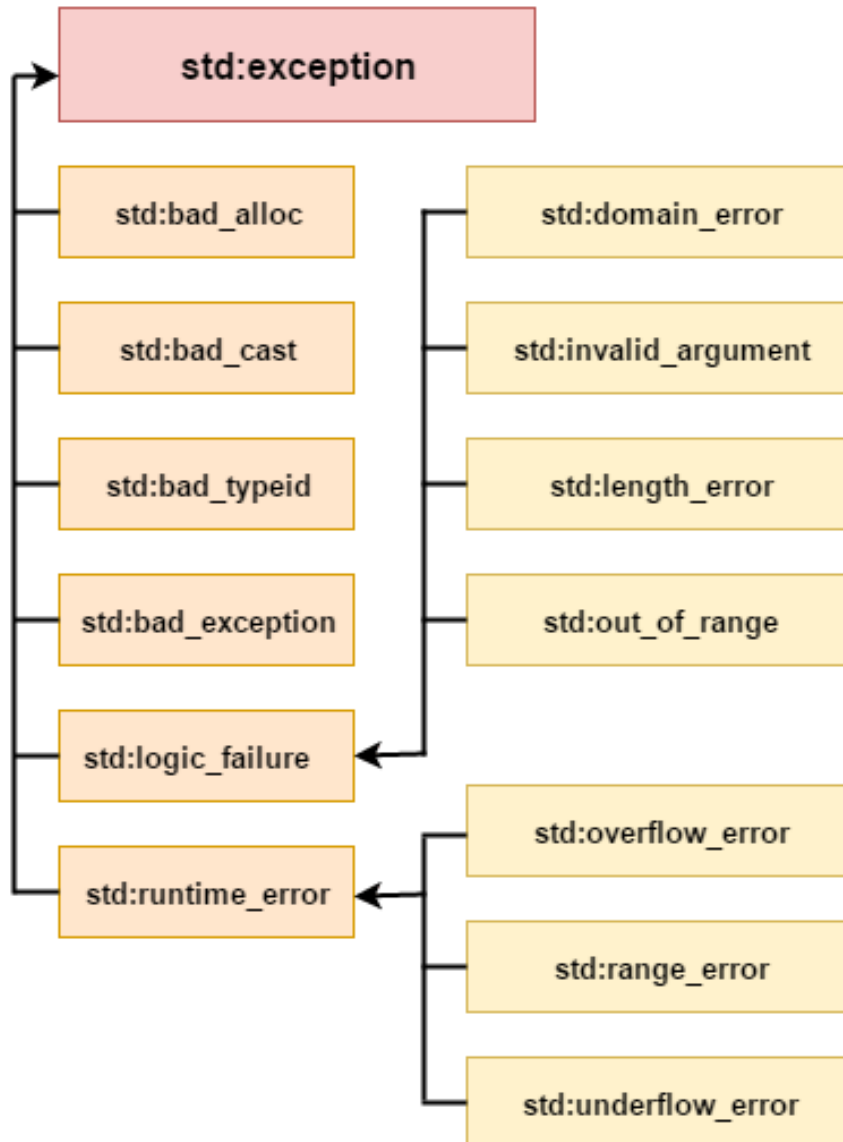 std:exception
std:bad_alloc
std:bad_cast
std:bad_typeid
std:bad_exception
std:logic_failure
std:runtime_error
std:domain_error
std:invalid_argument
std:length_error
std:out_of_range
std:overflow_error
std:range_error
std:underflow_error